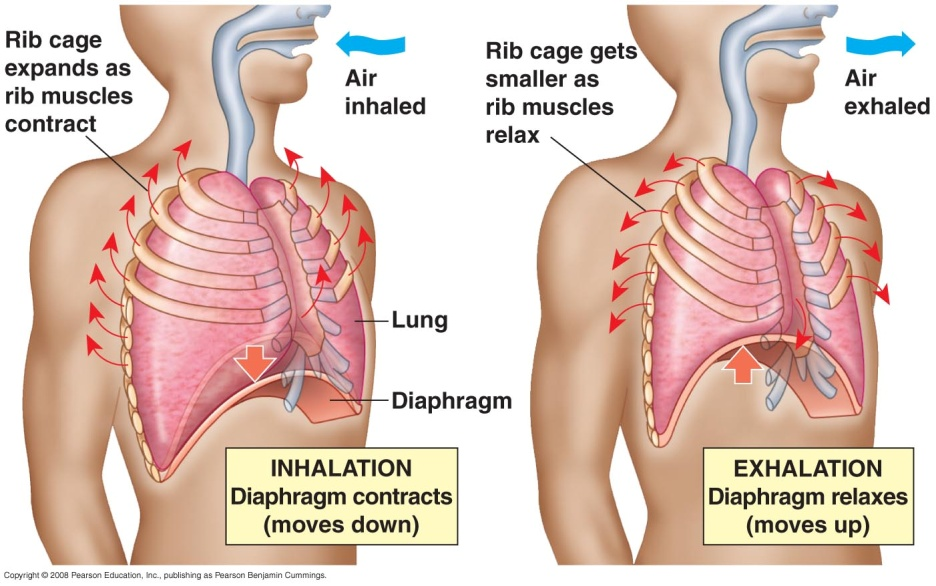 Rib cage
expands as
rib muscles
contract
Air
inhaled
Lung
Diaphragm
INHALATION
Diaphragm contracts
(moves down)
Rib cage gets
smaller as
rib muscles
relax
Air
exhaled
EXHALATION
Diaphragm relaxes
(moves up)
Copyright © 2008 Pearson Education, Inc., publishing as Pearson Benjamin Cummings.